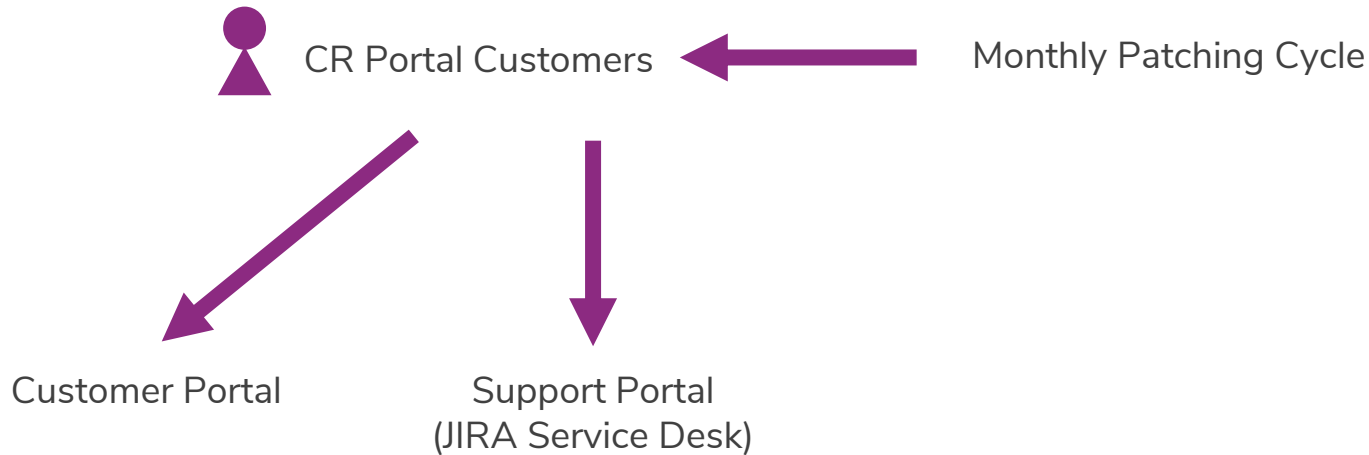 CR Portal Customers
Monthly Patching Cycle
Customer Portal
Support Portal
(JIRA Service Desk)